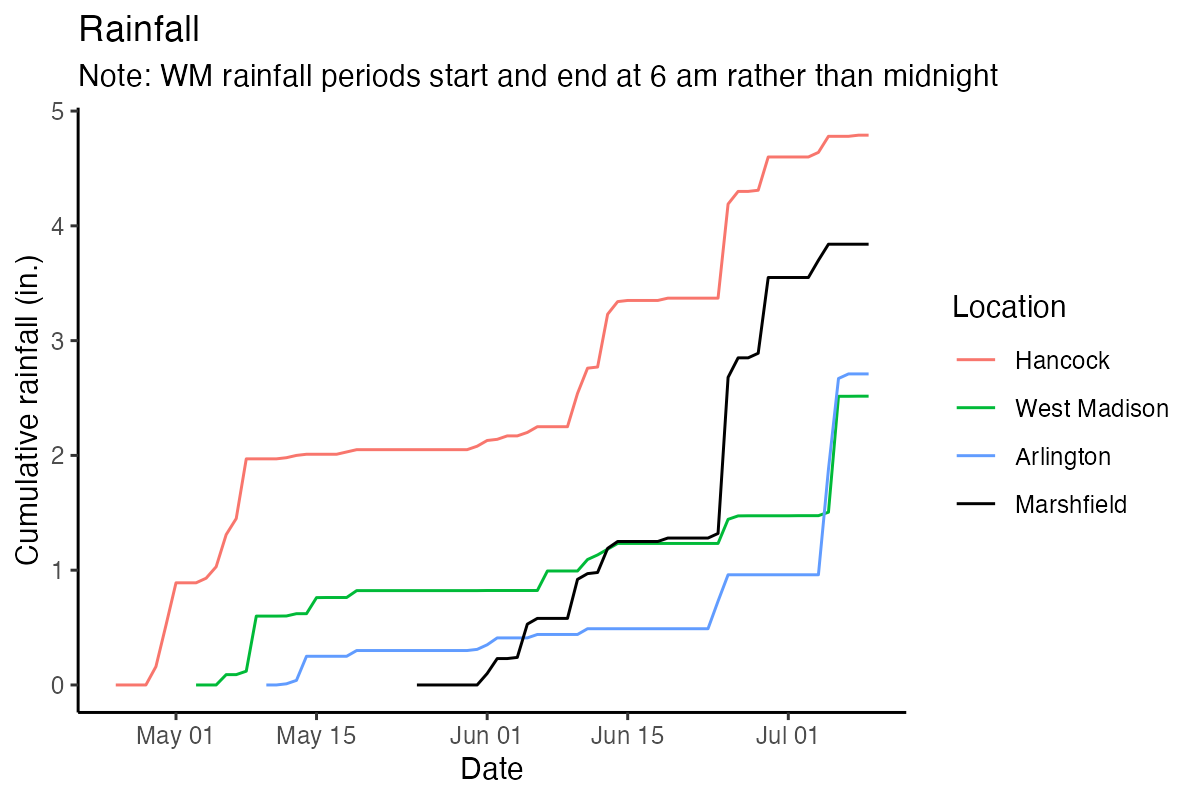 Rainfall
Note: WM rainfall periods start and end at 6 am rather than midnight
5
4
3
2
1
0
Cumulative rainfall (in.)
May 01
May 15
Jun 01
Jun 15
Jul 01
Date
Location
Hancock
West Madison
Arlington
Marshfield